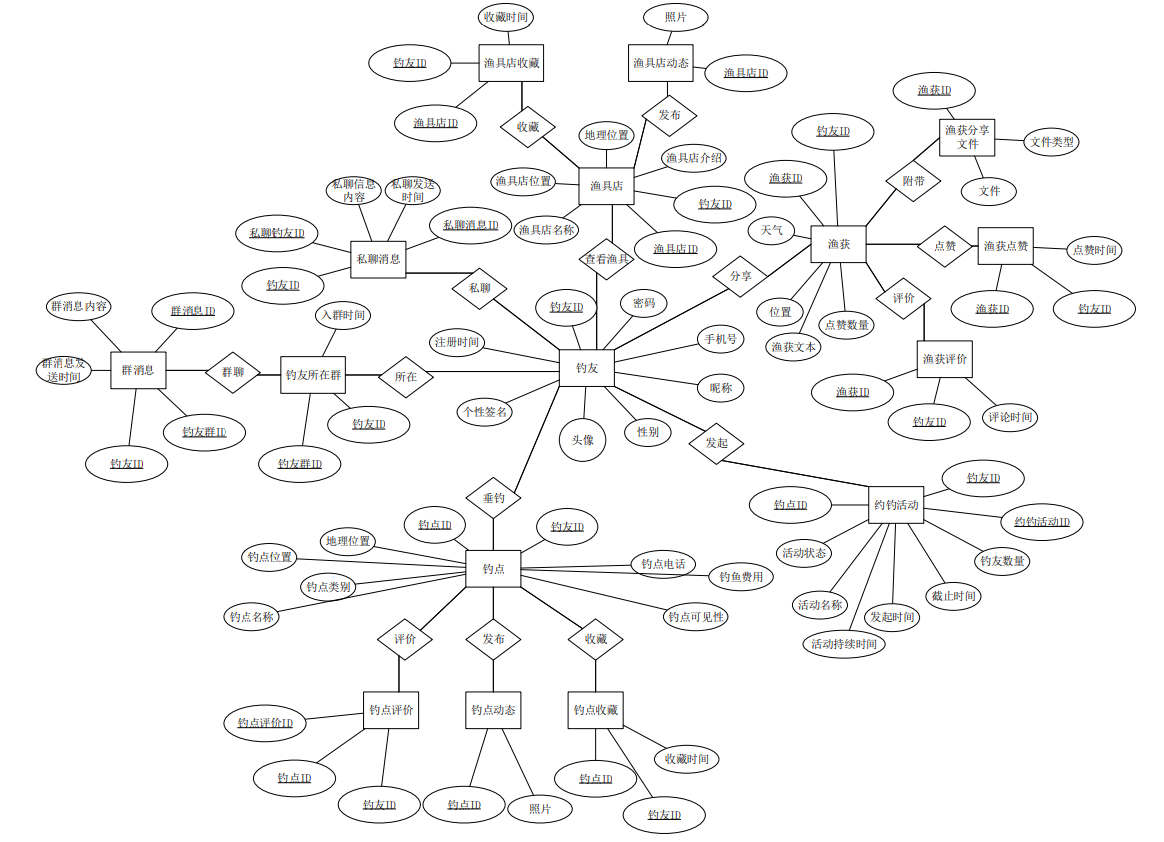 收藏时间
照片
钓友ID
渔具店收藏
渔具店动态
渔具店ID
渔具店ID
收藏
发布
渔获ID
钓友ID
渔获分享
文件
文件类型
地理位置
渔具店介绍
渔具店位置
渔具店
钓友ID
渔具店名称
渔具店ID
渔获ID
附带
文件
私聊信息
内容
私聊发送
时间
私聊钓友ID
私聊消息ID
私聊消息
钓友ID
私聊
查看渔具
天气
渔获
点赞
渔获点赞
点赞时间
分享
评价
渔获ID
钓友ID
位置
点赞数量
渔获文本
渔获评价
渔获ID
钓友ID
评论时间
群消息内容
群消息ID
入群时间
钓友ID
密码
注册时间
手机号
群消息发
送时间
群消息
群聊
钓友所在群
所在
钓友
昵称
钓友ID
钓友群ID
钓友ID
钓友群ID
个性签名
头像
性别
发起
垂钓
钓点ID
约钓活动
钓友ID
约钓活动ID
活动状态
钓友数量
活动名称
发起时间
截止时间
活动持续时间
钓点ID
钓友ID
地理位置
钓点位置
钓点
钓点电话
钓鱼费用
钓点类别
钓点名称
钓点可见性
评价
发布
收藏
钓点评价
钓点动态
钓点收藏
钓点评价ID
收藏时间
钓点ID
钓点ID
钓友ID
钓点ID
照片
钓友ID